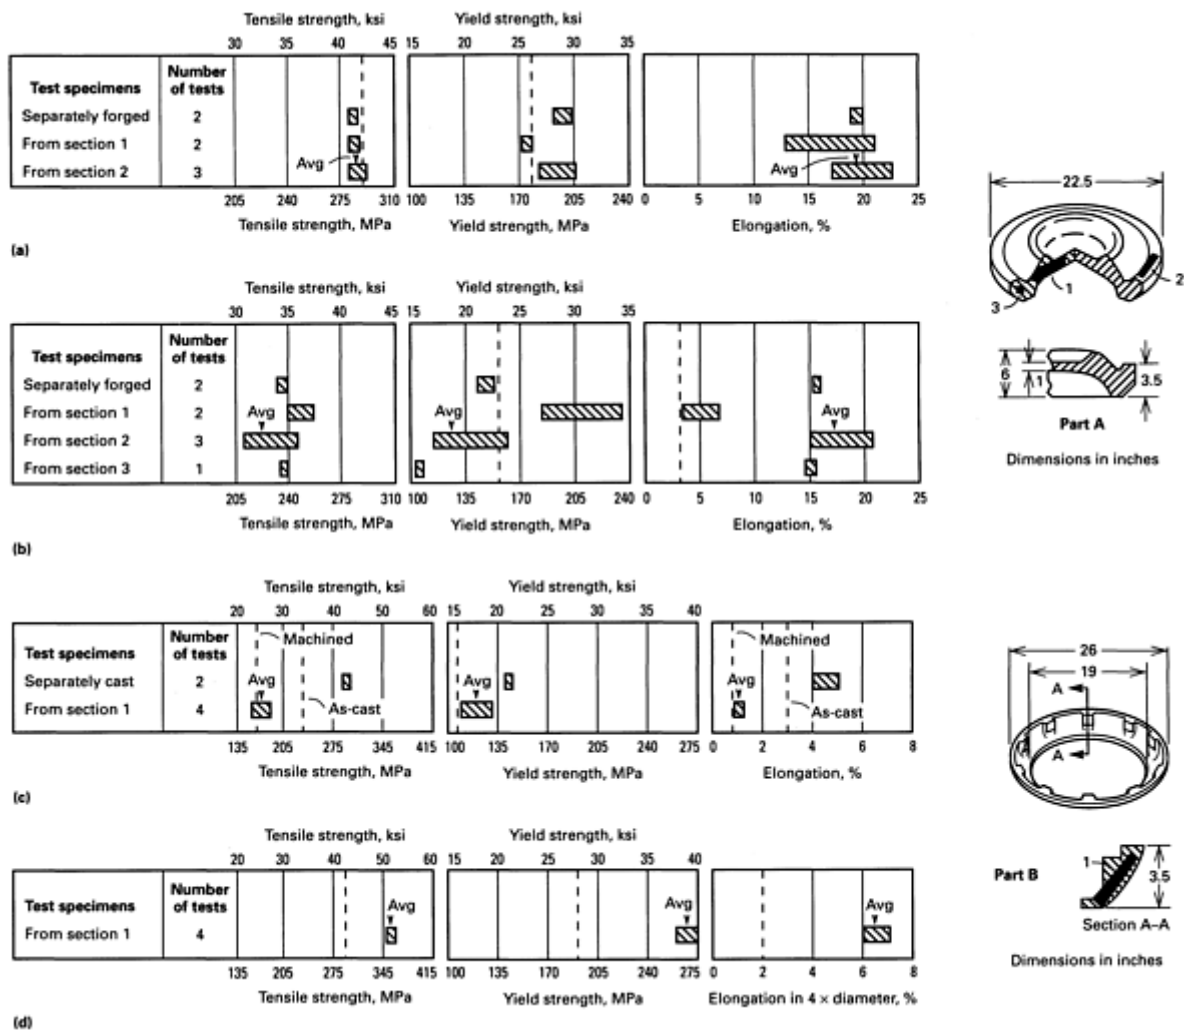 Tensile strength, ksi
30 35 40 45
Yield strength, ksi
15 20 25 30 35
Test specimens
Number
of tests
Separately forged 2
From section 1 2
From section 2 3
Avg
Avg
205 240 275 310
Tensile strength, MPa
100 135 170 205 240
Yield strength, MPa
0 5 10 15 20 25
Elongation, %
(a)
Tensile strength, ksi
30 35 40 45
Yield strength, ksi
15 20 25 30 35
Test specimens
Number
of tests
Separately forged 2
From section 1 2
From section 2 3
From section 3 1
Avg
Avg
Avg
205 240 275 310
Tensile strength, MPa
100 135 170 205 240
Yield strength, MPa
0 5 10 15 20 25
Elongation, %
(b)
22.5
1
2
3
6
1
3.5
Part A
Dimensions in inches
Tensile strength, ksi
20 30 40 50 60
Yield strength, ksi
15 20 25 30 35 40
Test specimens
Number
of tests
Separately cast 2
From section 1 4
Machined
Avg
As-cast
Avg
Machined
Avg
As-cast
135 205 275 345 415
Tensile strength, MPa
100 135 170 205 240 275
Yield strength, MPa
0 2 4 6 8
Elongation, %
(c)
Tensile strength, ksi
20 30 40 50 60
Yield strength, ksi
15 20 25 30 35 40
Test specimens
Number
of tests
From section 1 4
Avg
Avg
Avg
135 205 275 345 415
Tensile strength, MPa
100 135 170 205 240 275
Yield strength, MPa
0 2 4 6 8
Elongation in 4 × diameter, %
(d)
26
19
A
A
Part B
1
3.5
Section A–A
Dimensions in inches